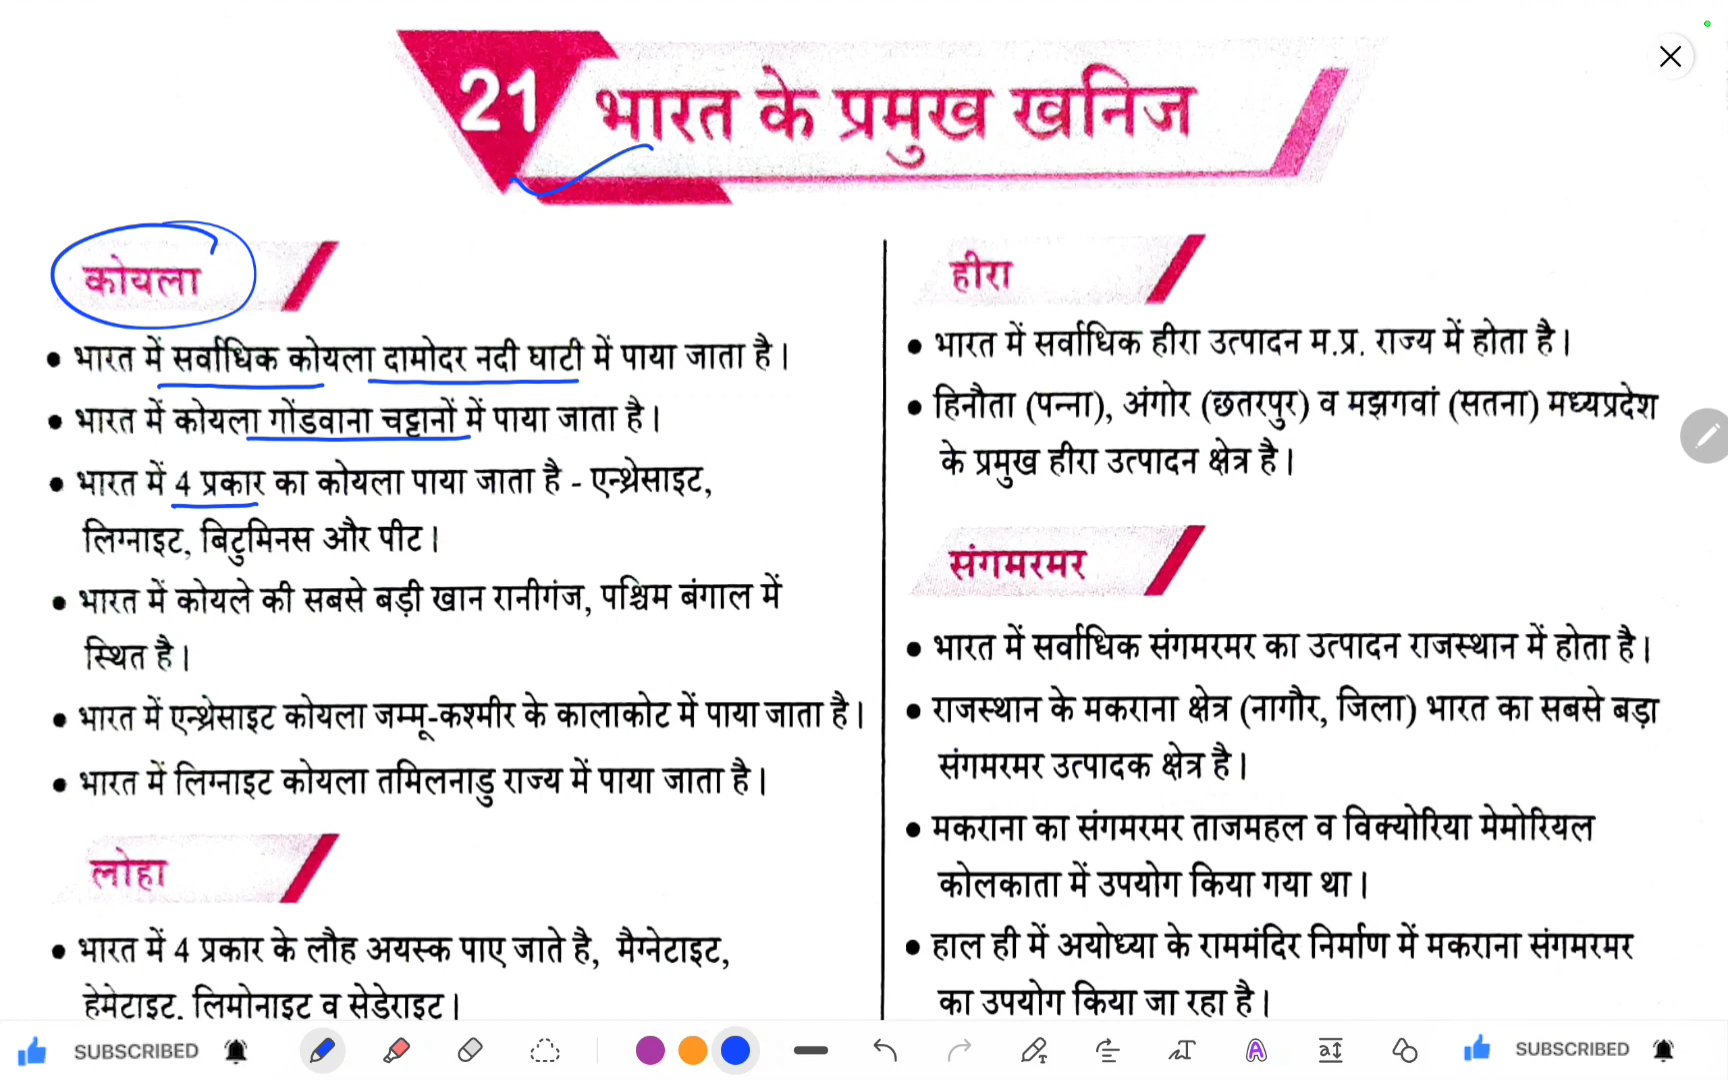 21 भारत के प्रमुख खनिज
कोयला
• भारत में सर्वाधिक कोयला दामोदर नदी घाटी में पाया जाता है।
• भारत में कोयला गोंडवाना चट्टानों में पाया जाता है।
• भारत में 4 प्रकार का कोयला पाया जाता है - एन्थ्रेसाइट,
लिग्नाइट, बिटुमिनस और पीट।
• भारत में कोयले की सबसे बड़ी खान रानीगंज, पश्चिम बंगाल में
स्थित है।
• भारत में एन्थ्रेसाइट कोयला जम्मू-कश्मीर के कालाकोट में पाया जाता है।
• भारत में लिग्नाइट कोयला तमिलनाडु राज्य में पाया जाता है।
लोहा
• भारत में 4 प्रकार के लौह अयस्क पाए जाते है, मैग्नेटाइट,
हेमेटाइट, लिमोनाइट व सेडेराइट।
हीरा
• भारत में सर्वाधिक हीरा उत्पादन म.प्र. राज्य में होता है।
• हिनौता (पन्ना), अंगोर (छतरपुर) व मझगवां (सतना) मध्यप्रदेश
के प्रमुख हीरा उत्पादन क्षेत्र है।
संगमरमर
• भारत में सर्वाधिक संगमरमर का उत्पादन राजस्थान में होता है।
• राजस्थान के मकराना क्षेत्र (नागौर, जिला) भारत का सबसे बड़ा
संगमरमर उत्पादक क्षेत्र है।
• मकराना का संगमरमर ताजमहल व विक्योरिया मेमोरियल
कोलकाता में उपयोग किया गया था।
• हाल ही में अयोध्या के राममंदिर निर्माण में मकराना संगमरमर
का उपयोग किया जा रहा है।
SUBSCRIBED
SUBSCRIBED